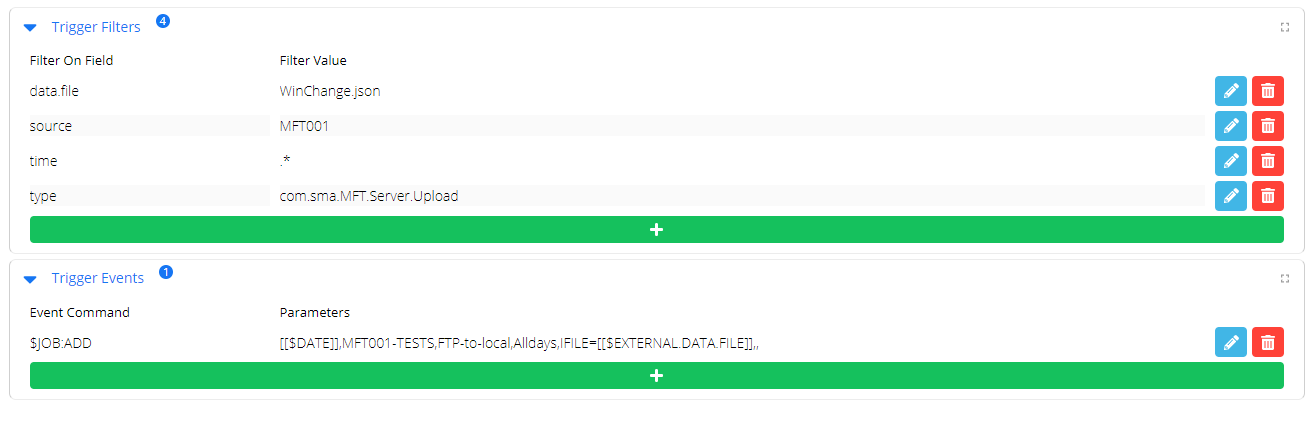 Trigger Filters 4
Filter On Field Filter Value
data.file WinChange.json
source MFT001
time .*
type com.sma.MFT.Server.Upload
+
Trigger Events 1
Event Command Parameters
$JOB:ADD [[$DATE]],MFT001-TESTS,FTP-to-local,Alldays,IFILE=[[$EXTERNAL.DATA.FILE]],,
+